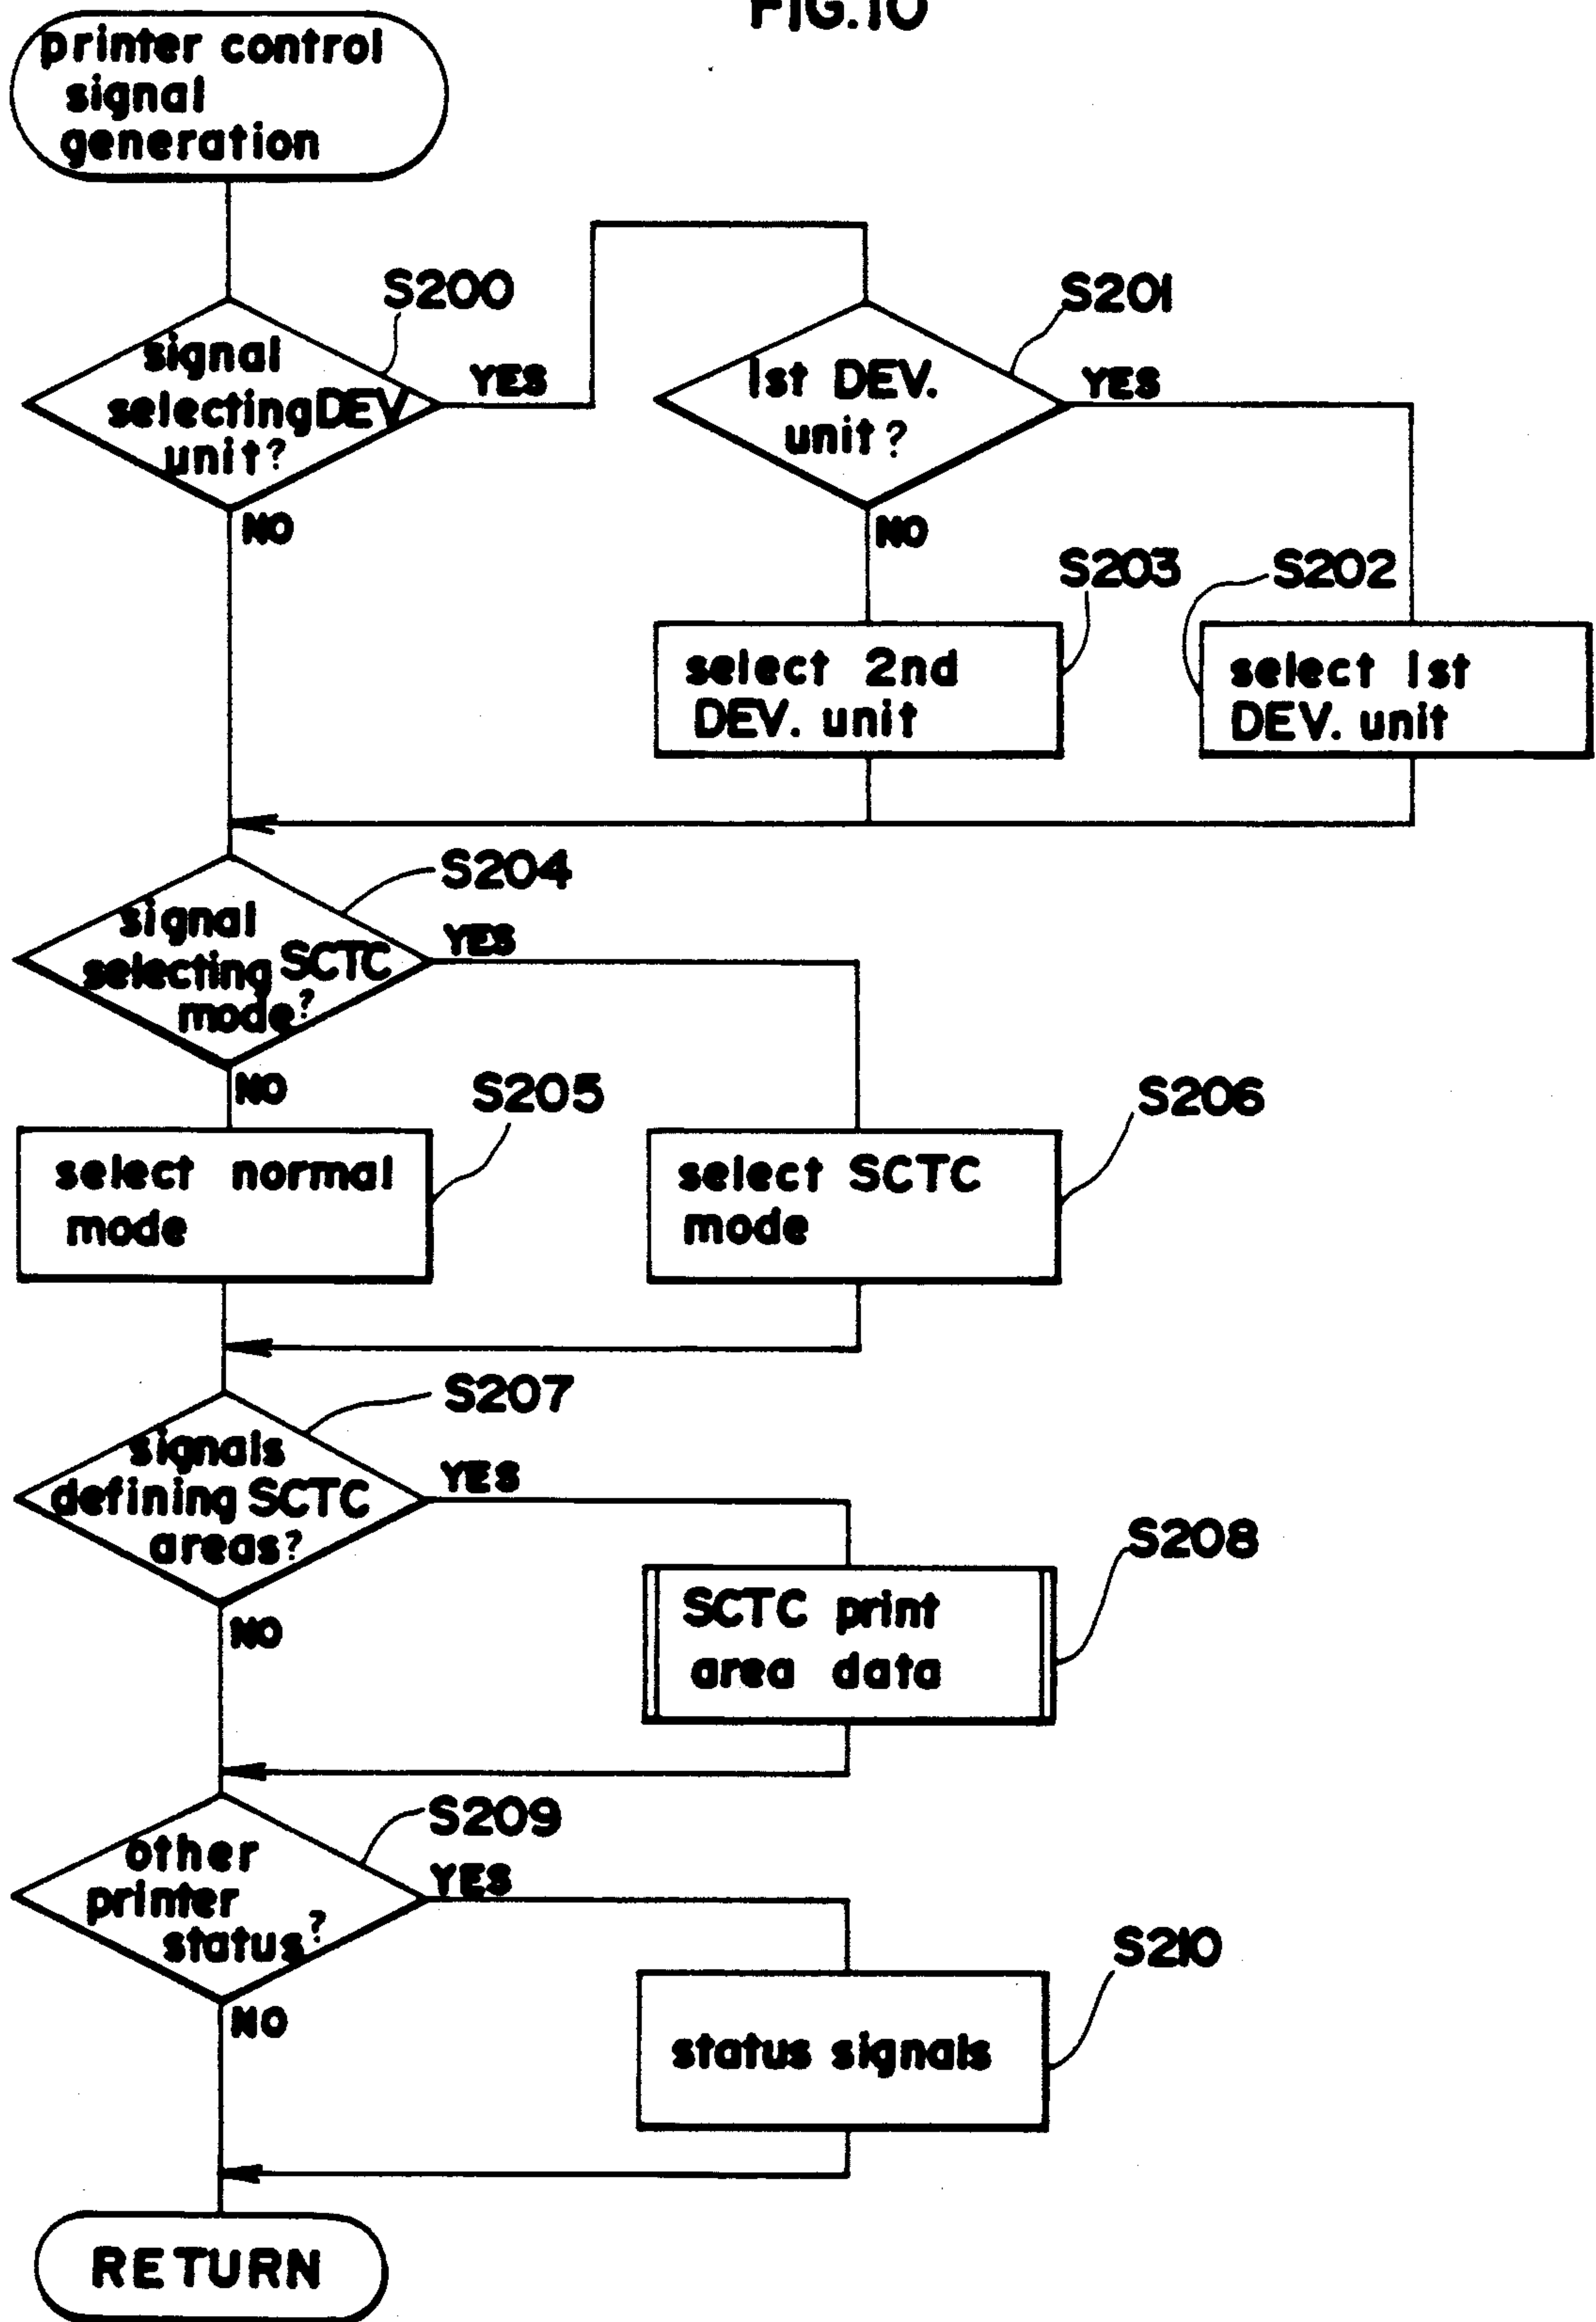 FIG.10
printer control
signal
generation
S200
signal
selecting DEV
unit?
YES
NO
S201
1st DEV.
unit?
YES
NO
S203
select 2nd
DEV. unit
S202
select 1st
DEV. unit
S204
signal
selecting SCTC
mode?
YES
NO
S205
select normal
mode
S206
select SCTC
mode
S207
signals
defining SCTC
areas?
YES
NO
S208
SCTC print
area data
S209
other
printer
status?
YES
NO
S210
status signals
RETURN